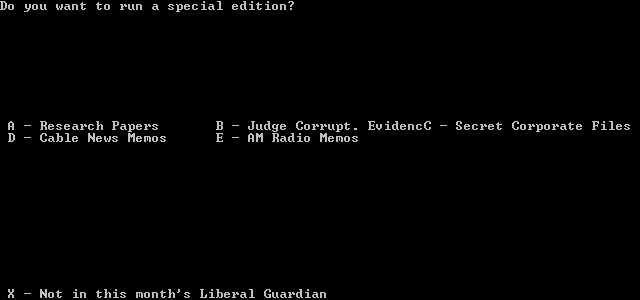 Do you want to run a special edition?
A - Research Papers B - Judge Corrupt. EvidencC - Secret Corporate Files
D - Cable News Memos E - AM Radio Memos
X - Not in this month's Liberal Guardian